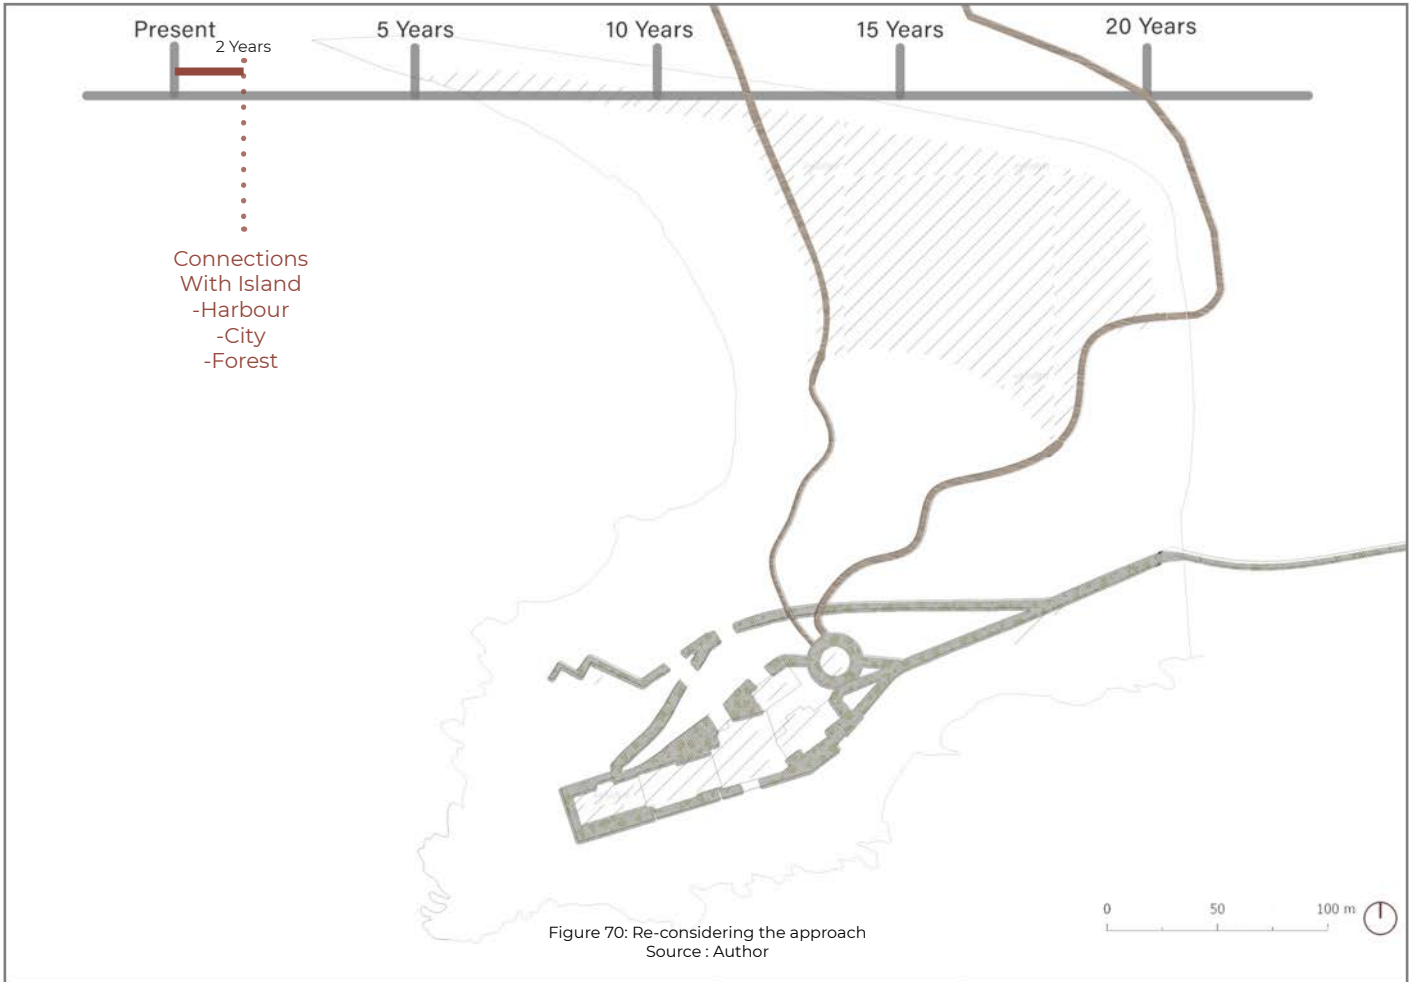 Present
2 Years
5 Years
10 Years
15 Years
20 Years
Connections
With Island
-Harbour
-City
-Forest
0
50
100 m
Figure 70: Re-considering the approach
Source : Author